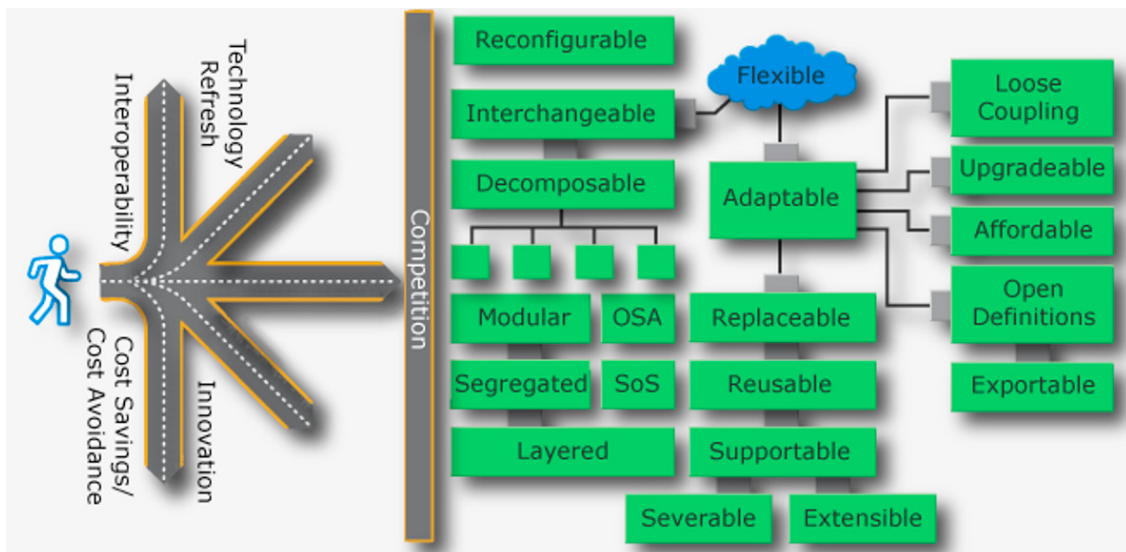 Technology
Refresh
Interoperability
Cost Savings/
Cost Avoidance
Innovation
Competition
Reconfigurable
Interchangeable
Decomposable
Modular
OSA
Segregated
SoS
Layered
Flexible
Adaptable
Replaceable
Reusable
Supportable
Severable
Extensible
Loose
Coupling
Upgradeable
Affordable
Open
Definitions
Exportable